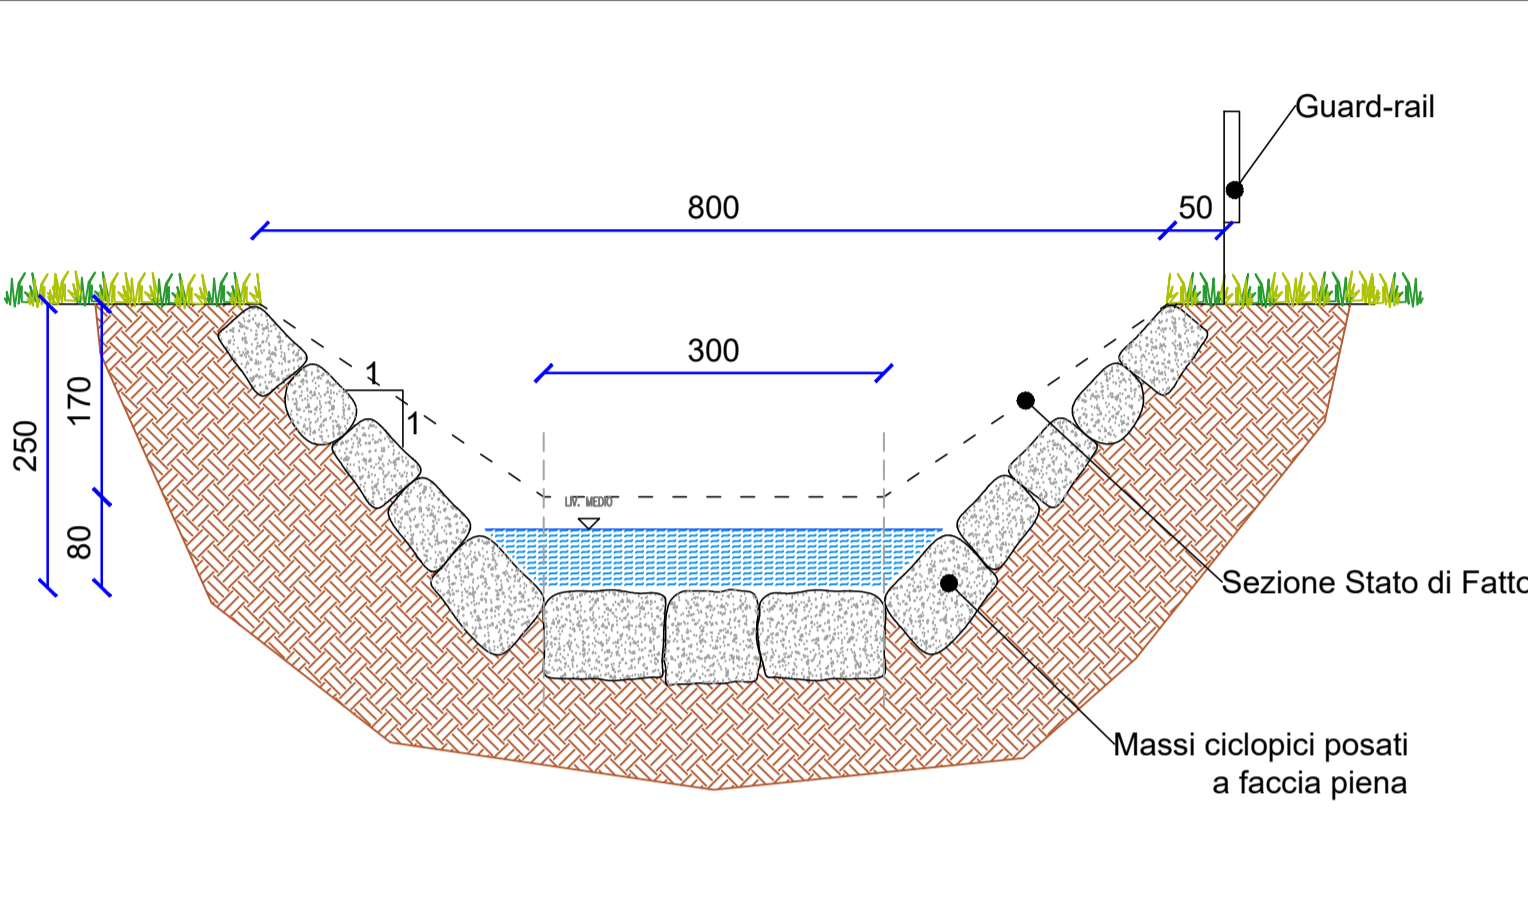 Guard-rail
800
50
300
1
1
170
250
80
LIV. MEDIO
Sezione Stato di Fatto
Massi ciclopici posati
a faccia piena